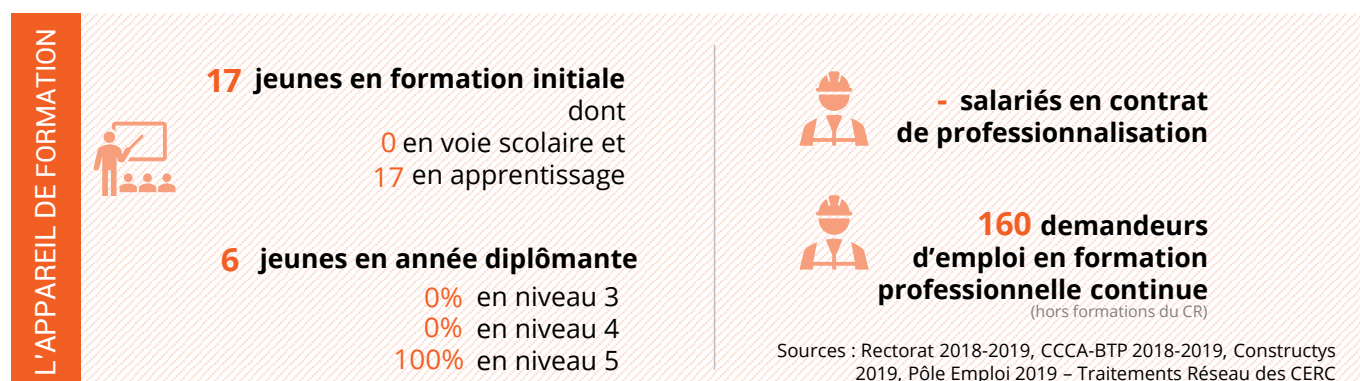 L'APPAREIL DE FORMATION
17 jeunes en formation initiale
dont
0 en voie scolaire et
17 en apprentissage
6 jeunes en année diplômante
0% en niveau 3
0% en niveau 4
100% en niveau 5
- salariés en contrat
de professionnalisation
160 demandeurs
d’emploi en formation
professionnelle continue
(hors formations du CR)
Sources : Rectorat 2018-2019, CCCA-BTP 2018-2019, Constructys
2019, Pôle Emploi 2019 – Traitements Réseau des CERC